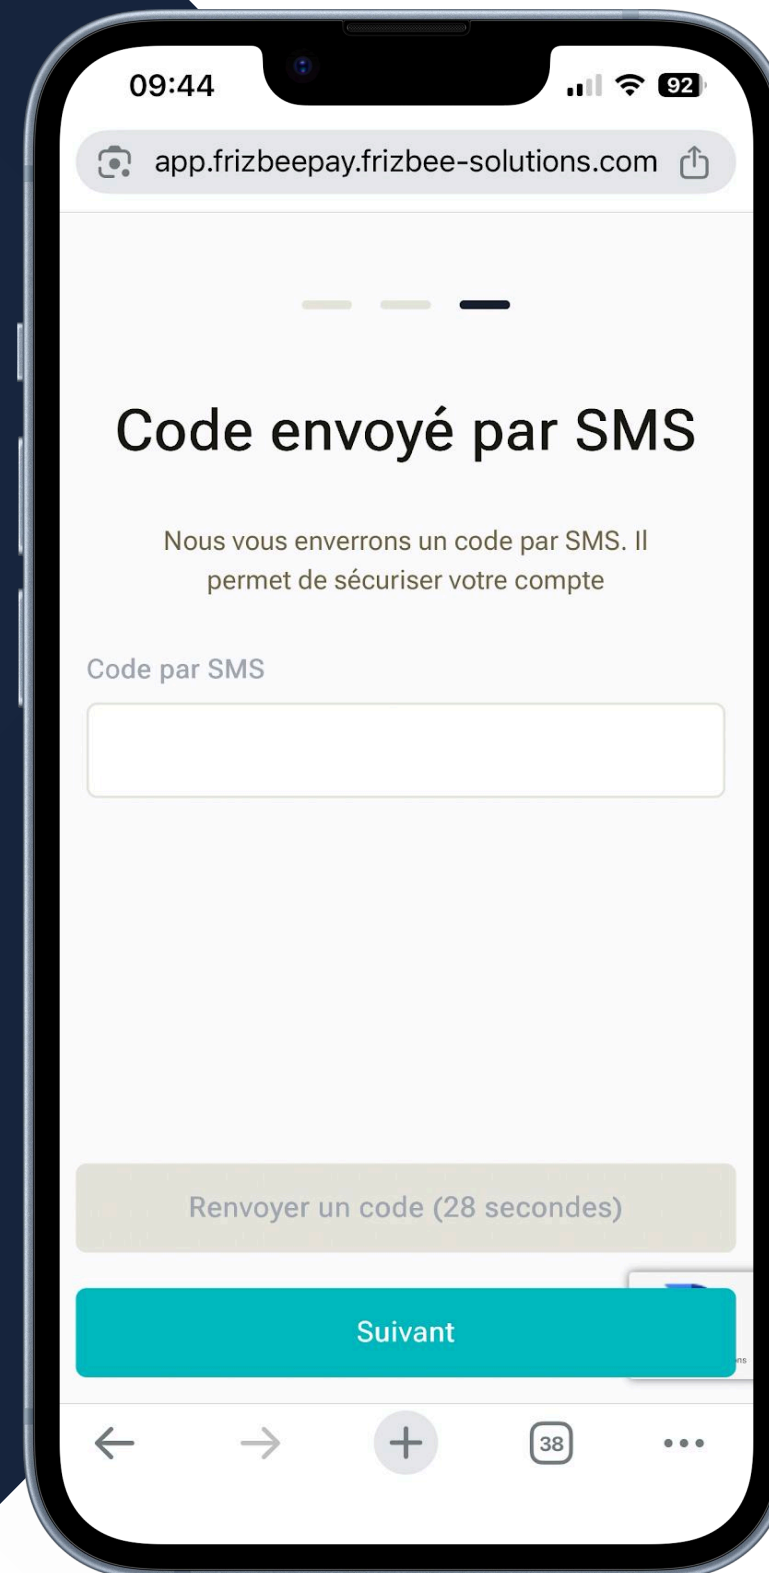 09:44
92
app.frizbeepay.frizbee-solutions.com
Code envoyé par SMS
Nous vous enverrons un code par SMS. Il
permet de sécuriser votre compte
Code par SMS
Renvoyer un code (28 secondes)
Suivant
38